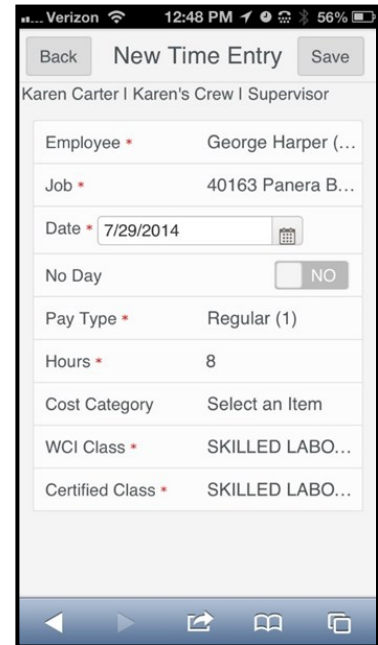 Verizon 12:48 PM 56%
Back New Time Entry Save
Karen Carter I Karen's Crew I Supervisor
Employee * George Harper (...
Job * 40163 Panera B...
Date * 7/29/2014
No Day NO
Pay Type * Regular (1)
Hours * 8
Cost Category Select an Item
WCI Class * SKILLED LABO...
Certified Class * SKILLED LABO...